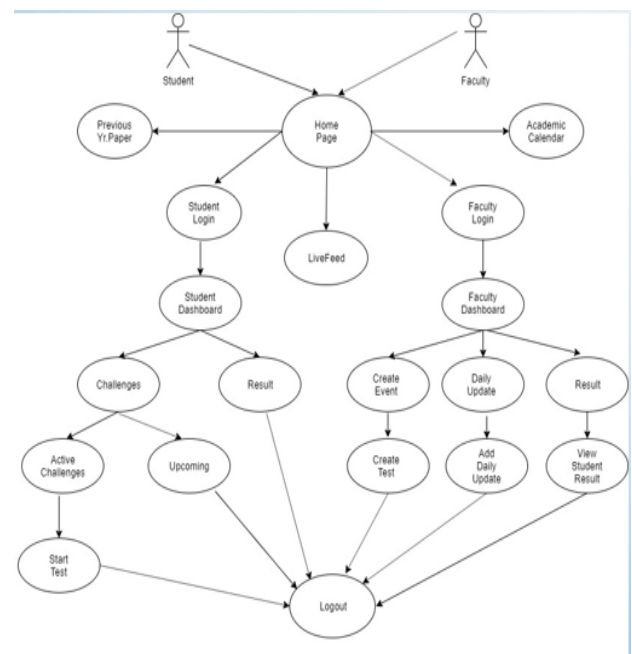 Student
Faculty
Previous
Yr.Paper
Home
Page
Academic
Calendar
Student
Login
Faculty
Login
LiveFeed
Student
Dashboard
Faculty
Dashboard
Challenges
Result
Create
Event
Daily
Update
Result
Active
Challenges
Upcoming
Create
Test
Add
Daily
Update
View
Student
Result
Start
Test
Logout